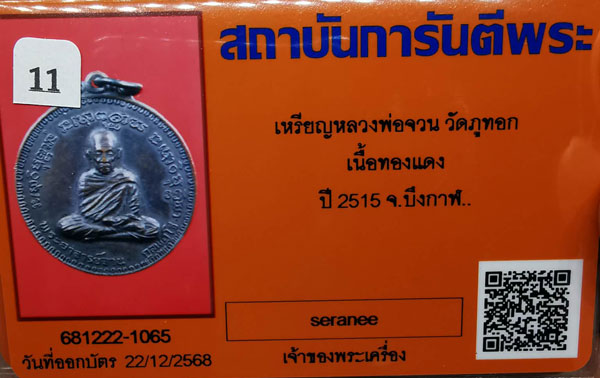 11
สถาบันการันตีพระ
เหรียญหลวงพ่อจวน วัดภูทอก
เนื้อทองแดง
ปี 2515 จ.บึงกาฬ..
seranee
681222-1065
วันที่ออกบัตร 22/12/2568
เจ้าของพระเครื่อง